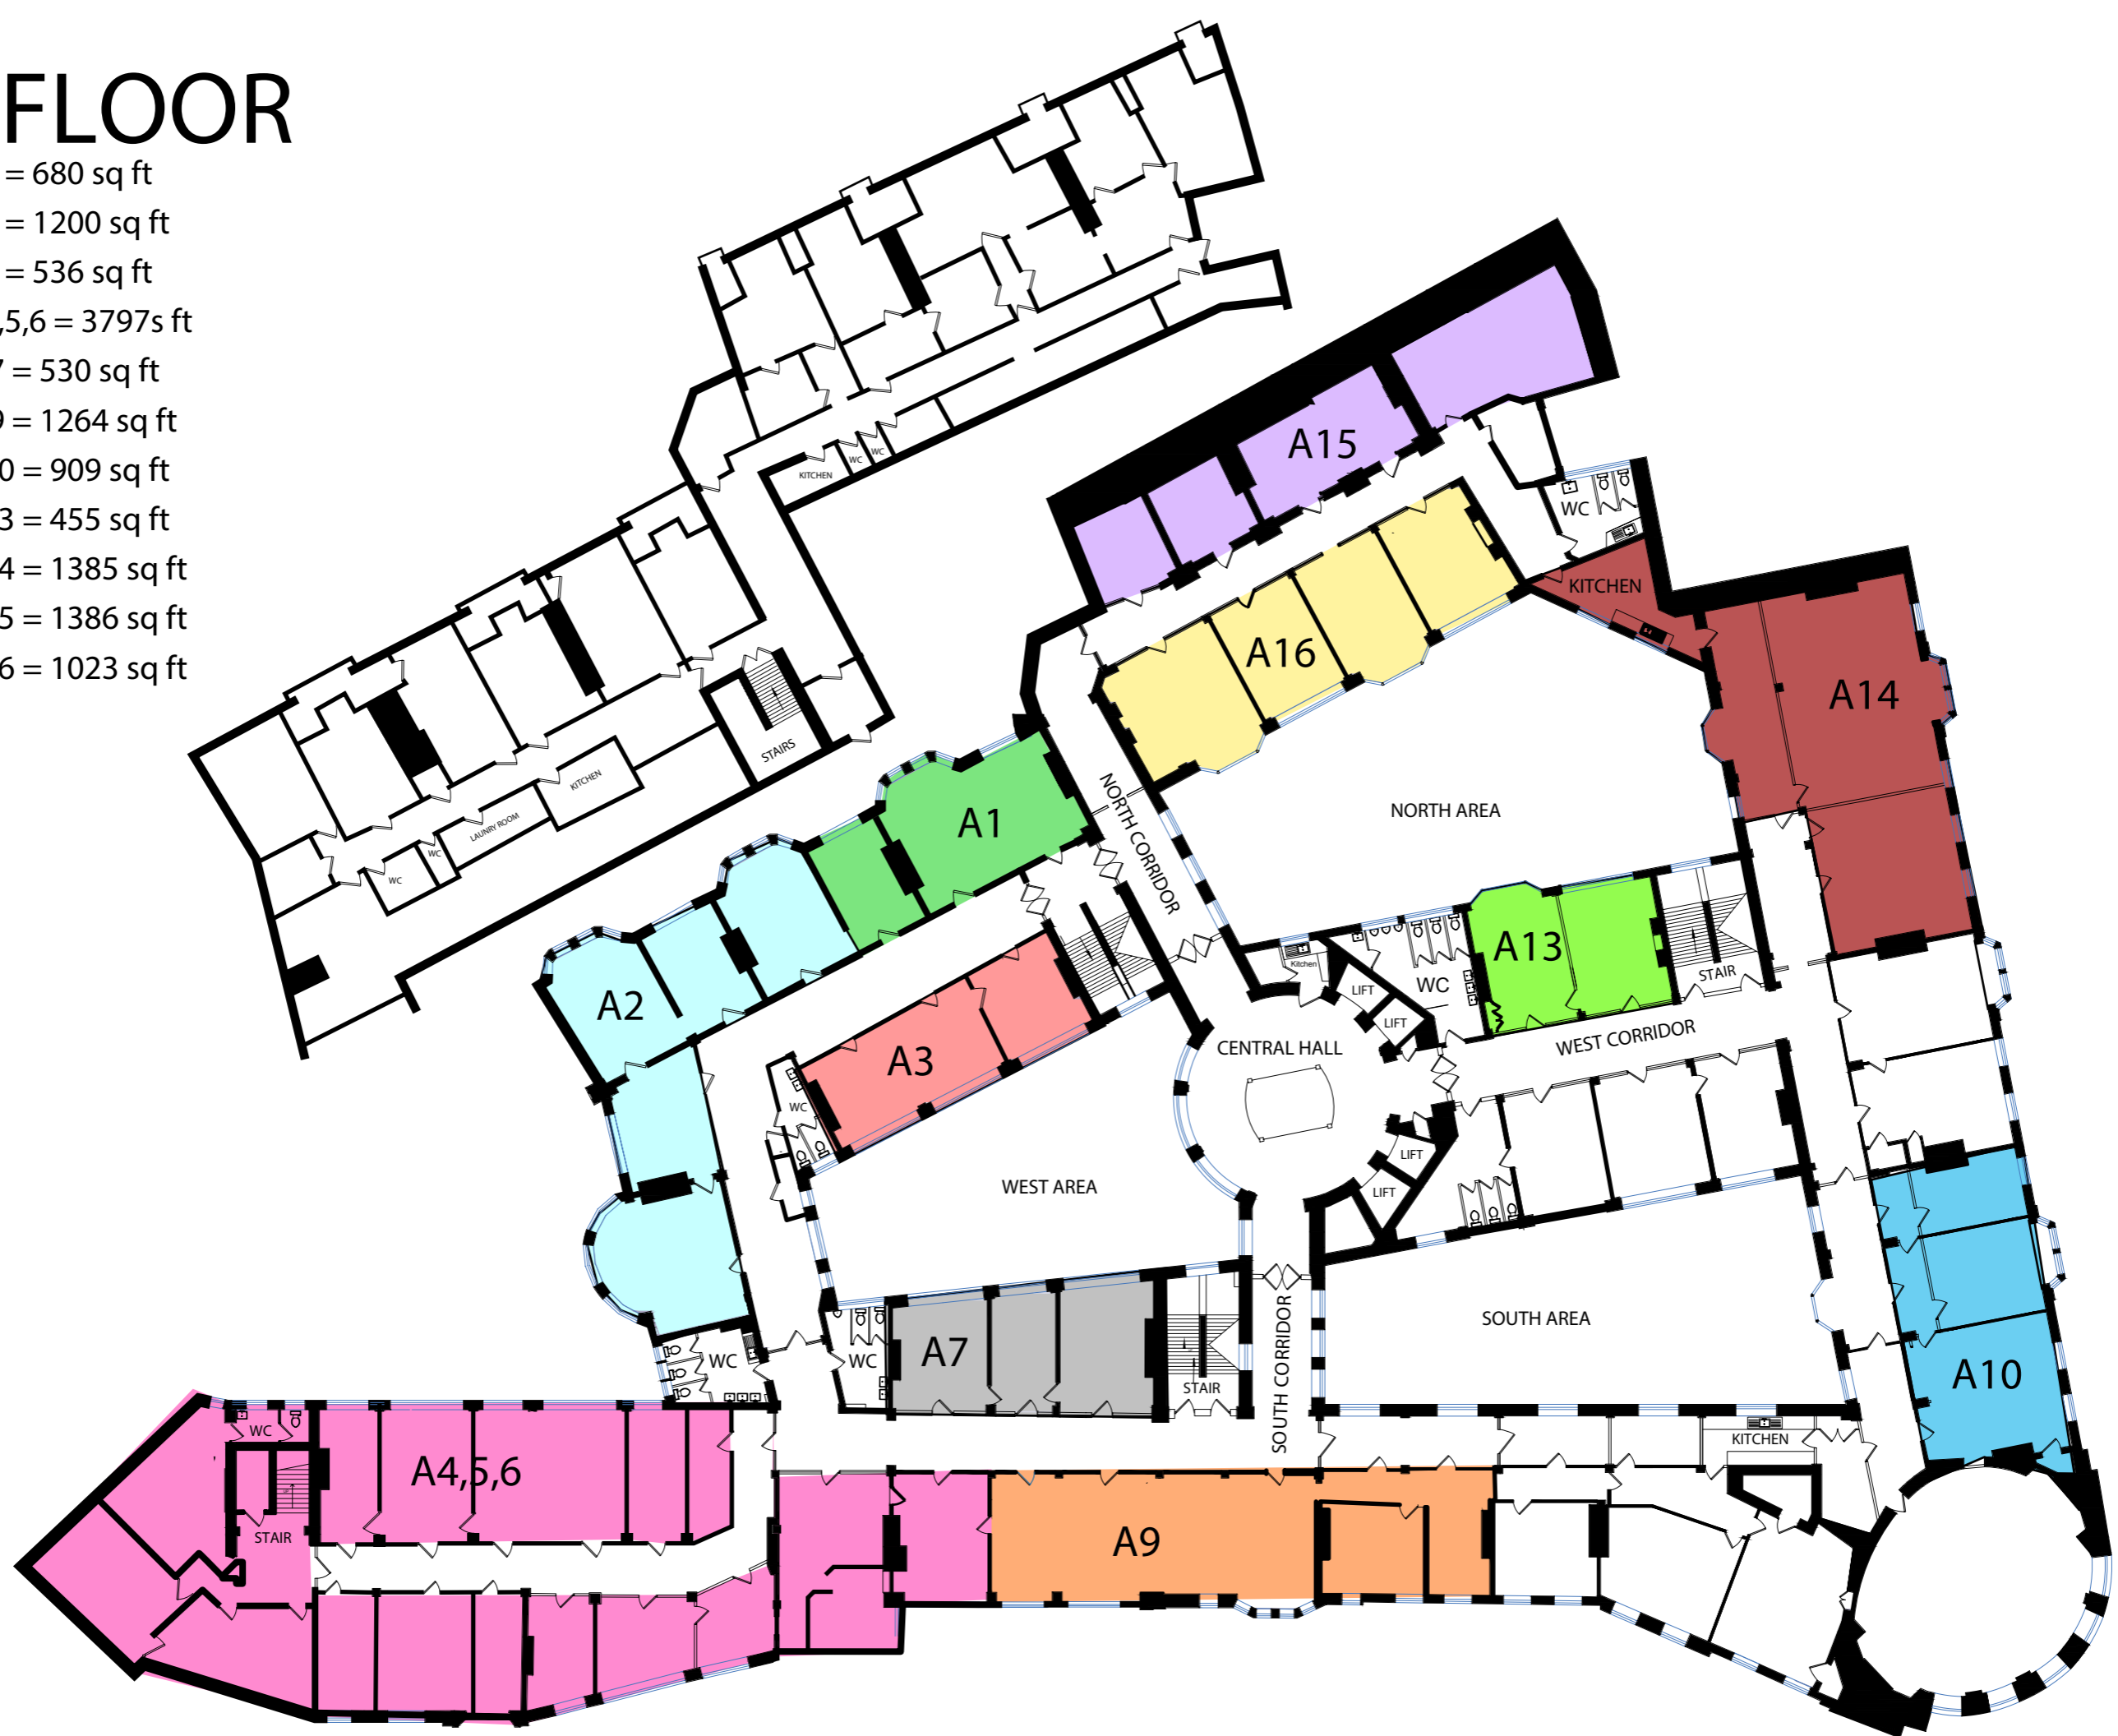 FLOOR
= 680 sq ft
= 1200 sq ft
= 536 sq ft
,5,6 = 3797s ft
7 = 530 sq ft
9 = 1264 sq ft
0 = 909 sq ft
3 = 455 sq ft
4 = 1385 sq ft
5 = 1386 sq ft
6 = 1023 sq ft
A15
KITCHEN
WC
WC
WC
KITCHEN
A16
A14
STAIRS
KITCHEN
LAUNRY ROOM
WC
WC
A1
NORTH CORRIDOR
NORTH AREA
A13
STAIR
Kitchen
WC
LIFT
LIFT
A2
A3
CENTRAL HALL
WEST CORRIDOR
WC
LIFT
LIFT
WEST AREA
SOUTH AREA
A7
WC
WC
STAIR
SOUTH CORRIDOR
A10
WC
KITCHEN
A4,5,6
STAIR
A9